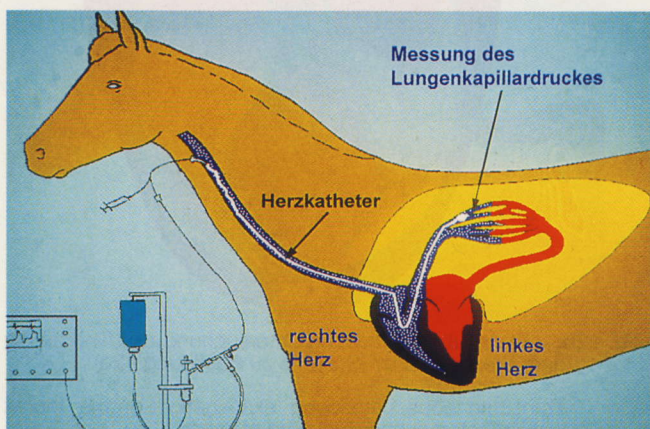 Messung des
Lungenkapillardruckes
Herzkatheter
rechtes
Herz
linkes
Herz